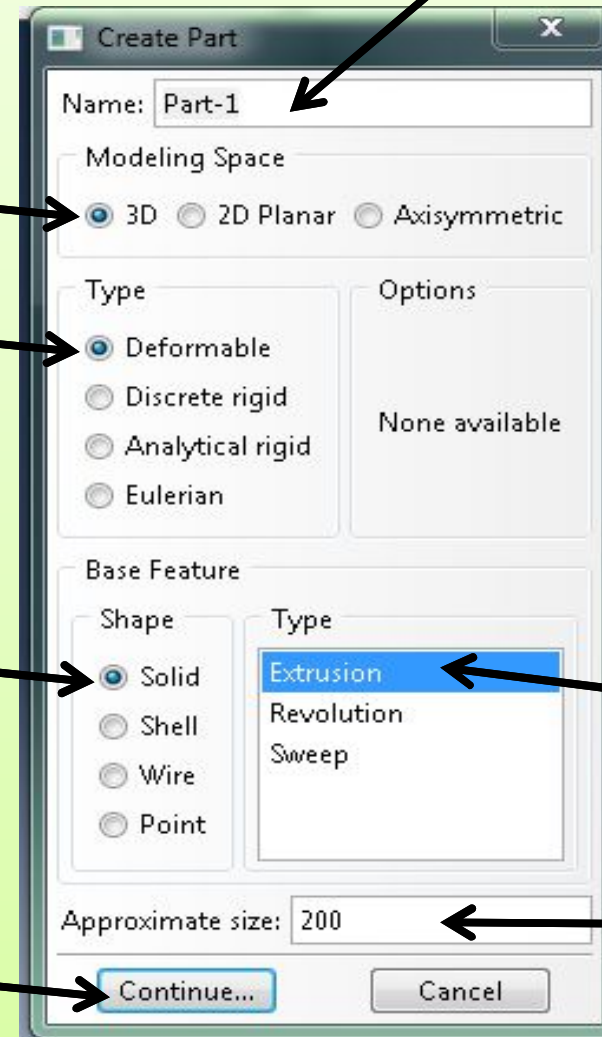 Create Part
Name: Part-1
Modeling Space
3D 2D Planar Axisymmetric
Type
Deformable
Discrete rigid
Analytical rigid
Eulerian
Options
None available
Base Feature
Shape
Solid
Shell
Wire
Point
Type
Extrusion
Revolution
Sweep
Approximate size: 200
Continue... Cancel